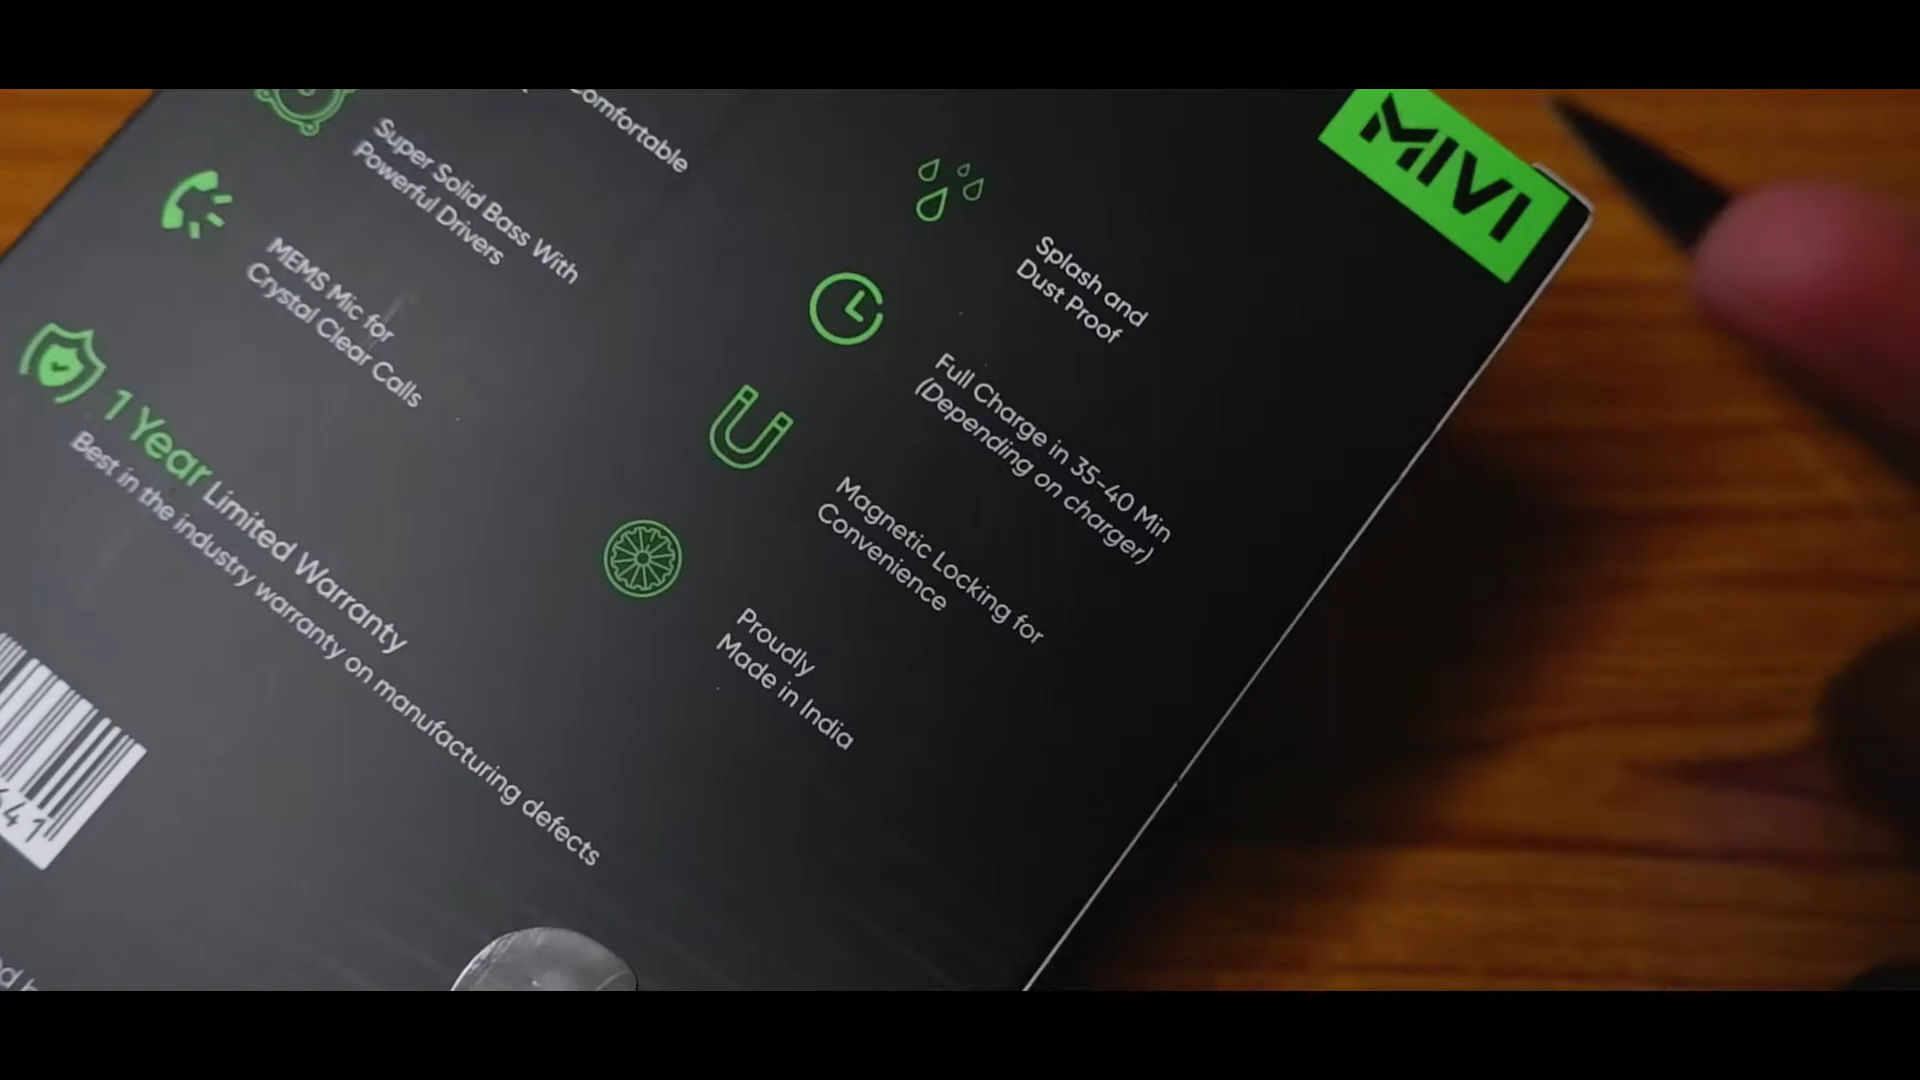 MIVI
Comfortable
Super Solid Bass With
Powerful Drivers
MEMS Mic for
Crystal Clear Calls
1 Year Limited Warranty
Best in the industry warranty on manufacturing defects
Splash and
Dust Proof
Full Charge in 35-40 Min
(Depending on charger)
Magnetic Locking for
Convenience
Proudly
Made in India
641